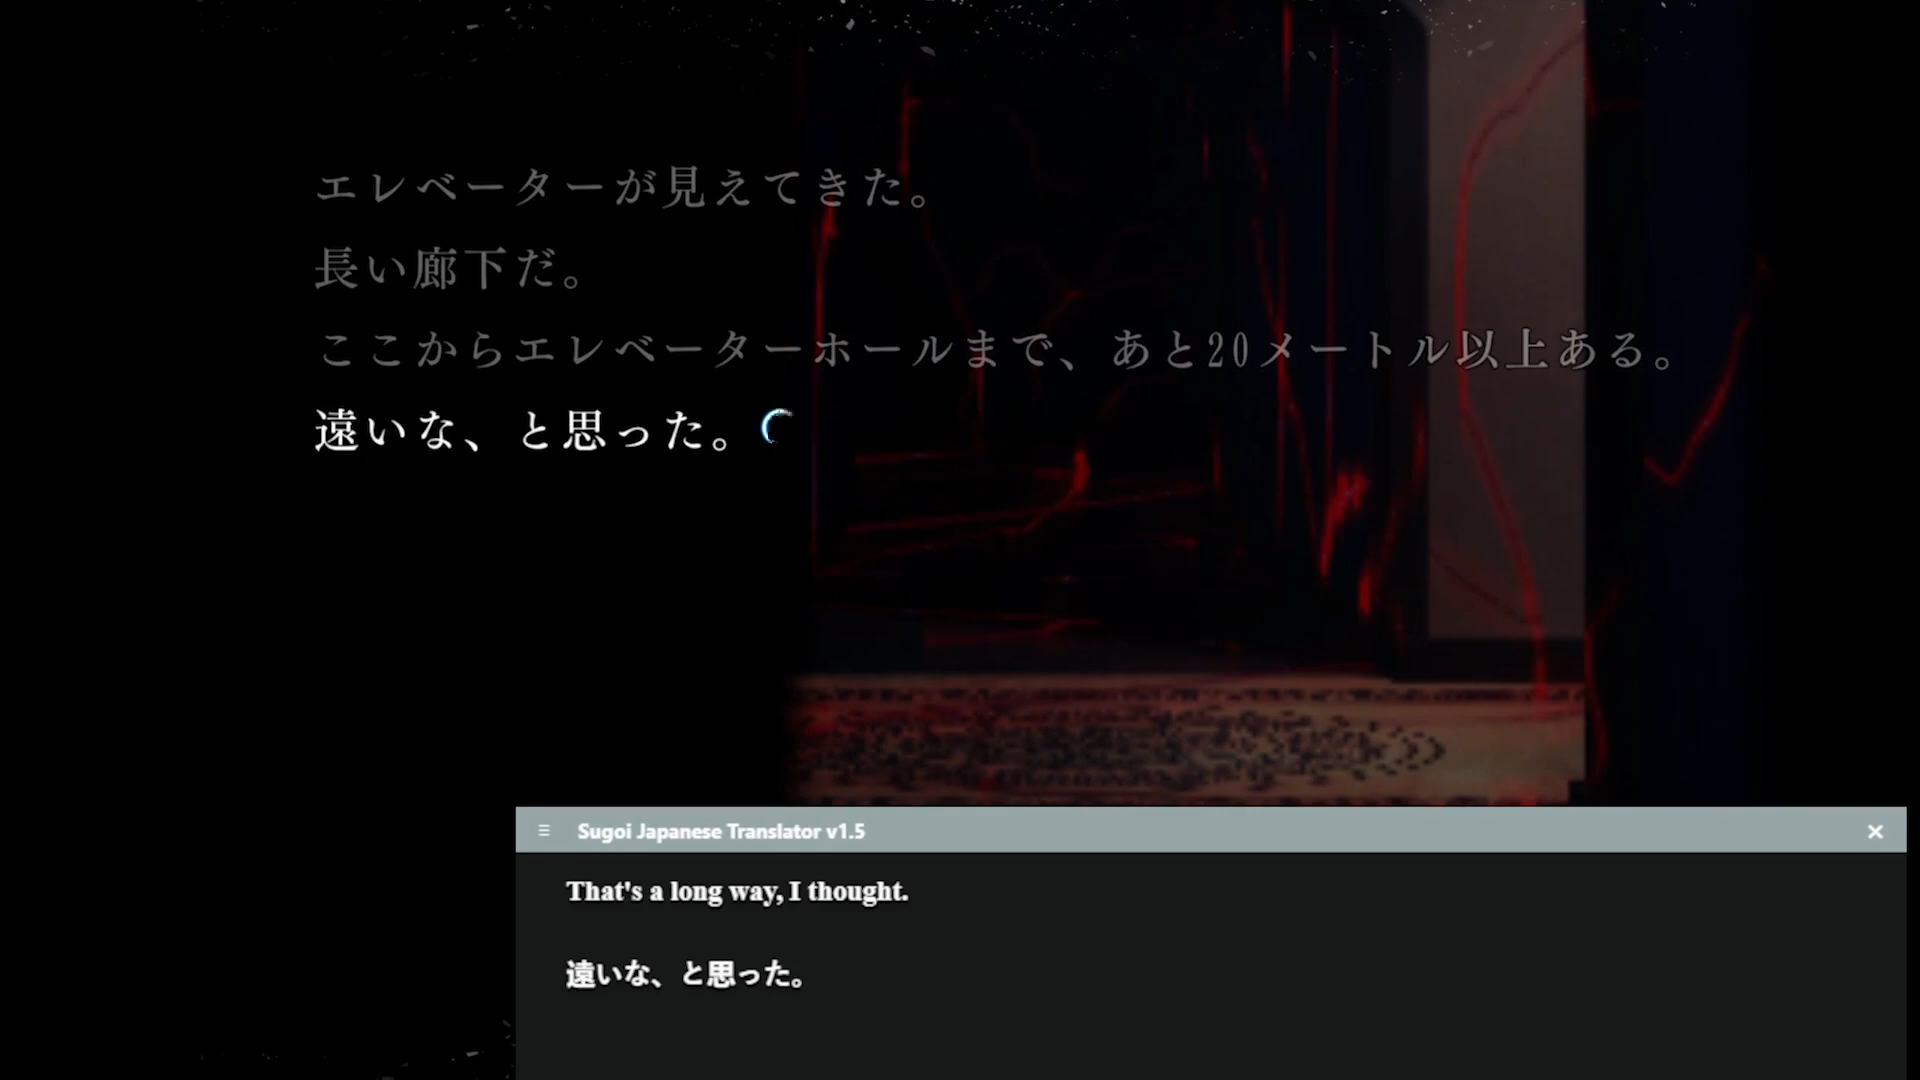 エレベーターが見えてきた。
長い廊下だ。
ここからエレベーターホールまで、あと20メートル以上ある。
遠いな、と思った。
≡ Sugoi Japanese Translator v1.5 ×
That's a long way, I thought.
遠いな、と思った。